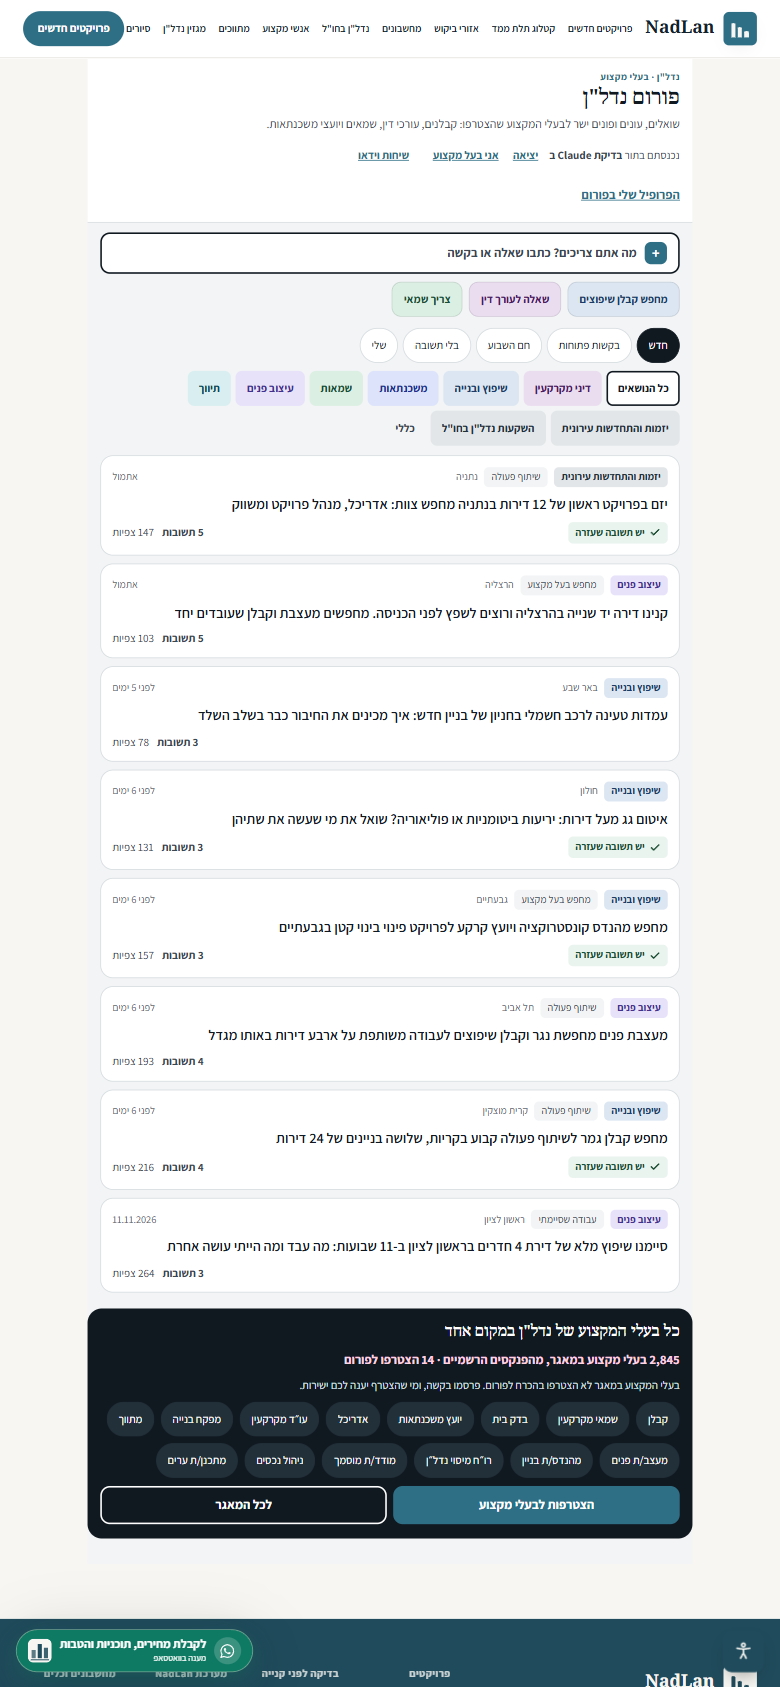 NadLan
פרויקטים חדשים
קטלוג תלת ממד
אזורי ביקוש
מחשבונים
נדל"ן בחו"ל
אנשי מקצוע
מתווכים
מגזין נדל"ן
סיורים
פרויקטים חדשים
נדל"ן · בעלי מקצוע
פורום נדל"ן
שואלים, עונים ופונים ישר לבעלי המקצוע שהצטרפו: קבלנים, עורכי דין, שמאים ויועצי משכנתאות.
נכנסתם בתור בדיקת Claude ב יציאה אני בעל מקצוע שיחות וידאו
הפרופיל שלי בפורום
+ מה אתם צריכים? כתבו שאלה או בקשה
מחפש קבלן שיפוצים שאלה לעורך דין צריך שמאי
חדש בקשות פתוחות חם השבוע בלי תשובה שלי
כל הנושאים דיני מקרקעין שיפוץ ובנייה משכנתאות שמאות עיצוב פנים תיווך
יזמות והתחדשות עירונית השקעות נדל"ן בחו"ל כללי
יזמות והתחדשות עירונית שיתוף פעולה נתניה אתמול
יזם בפרויקט ראשון של 12 דירות בנתניה מחפש צוות: אדריכל, מנהל פרויקט ומשווק
יש תשובה שעזרה 5 תשובות 147 צפיות
עיצוב פנים מחפש בעל מקצוע הרצליה אתמול
קנינו דירה יד שנייה בהרצליה ורוצים לשפץ לפני הכניסה. מחפשים מעצבת וקבלן שעובדים יחד
5 תשובות 103 צפיות
שיפוץ ובנייה באר שבע לפני 5 ימים
עמדות טעינה לרכב חשמלי בחניון של בניין חדש: איך מכינים את החיבור כבר בשלב השלד
3 תשובות 78 צפיות
שיפוץ ובנייה חולון לפני 6 ימים
איטום גג מעל דירות: יריעות ביטומניות או פוליאוריה? שואל את מי שעשה את שתיהן
יש תשובה שעזרה 3 תשובות 131 צפיות
שיפוץ ובנייה מחפש בעל מקצוע גבעתיים לפני 6 ימים
מחפש מהנדס קונסטרוקציה ויועץ קרקע לפרויקט פינוי בינוי קטן בגבעתיים
יש תשובה שעזרה 3 תשובות 157 צפיות
עיצוב פנים שיתוף פעולה תל אביב לפני 6 ימים
מעצבת פנים מחפשת נגר וקבלן שיפוצים לעבודה משותפת על ארבע דירות באותו מגדל
4 תשובות 193 צפיות
שיפוץ ובנייה שיתוף פעולה קרית מוצקין לפני 6 ימים
מחפש קבלן גמר לשיתוף פעולה קבוע בקריות, שלושה בניינים של 24 דירות
יש תשובה שעזרה 4 תשובות 216 צפיות
עיצוב פנים עבודה שסיימתי ראשון לציון 11.11.2026
סיימנו שיפוץ מלא של דירת 4 חדרים בראשון לציון ב-11 שבועות: מה עבד ומה הייתי עושה אחרת
3 תשובות 264 צפיות
כל בעלי המקצוע של נדל"ן במקום אחד
2,845 בעלי מקצוע במאגר, מהפנקסים הרשמיים · 14 הצטרפו לפורום
בעלי המקצוע במאגר לא הצטרפו בהכרח לפורום. פרסמו בקשה, ומי שהצטרף יענה לכם ישירות.
קבלן שמאי מקרקעין בדק בית יועץ משכנתאות אדריכל עו״ד מקרקעין מפקח בנייה מתווך
מעצב/ת פנים מהנדס/ת בניין רו״ח מיסוי נדל״ן מודד/ת מוסמך ניהול נכסים מתכנן/ת ערים
הצטרפות לבעלי מקצוע לכל המאגר
לקבלת מחירים, תוכניות והטבות
מענה בוואטסאפ
NadLan
פרויקטים
בדיקה לפני קנייה
מערכת NadLan
מחשבונים וכלים